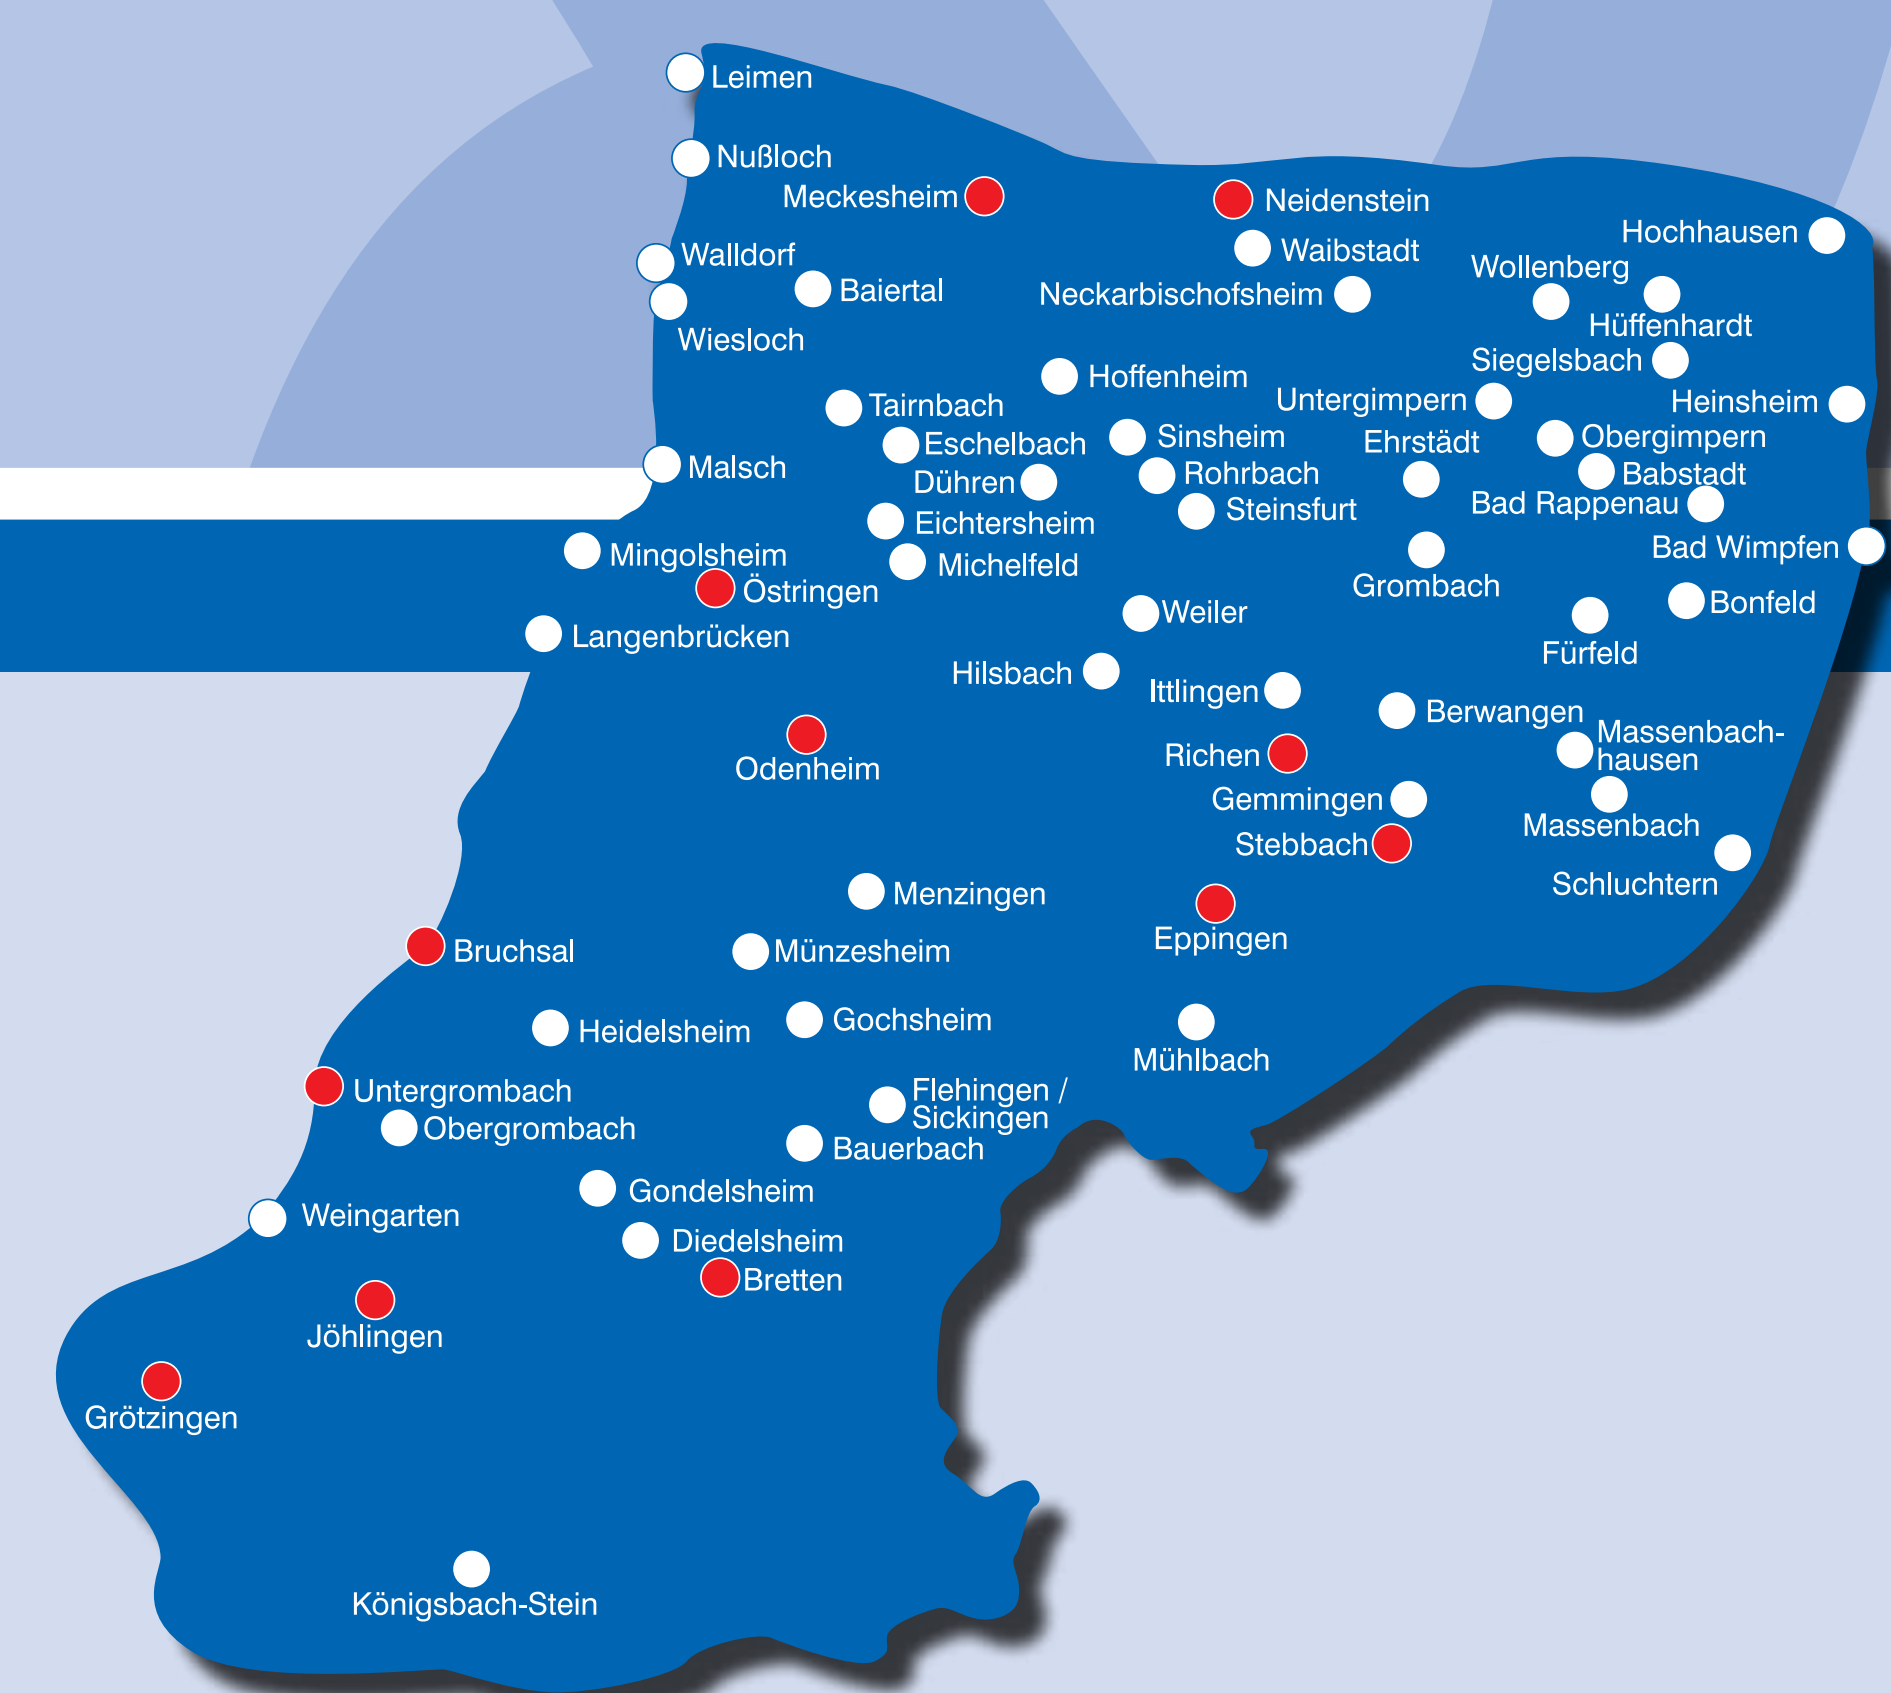 Leimen
Nußloch
Meckesheim
Neidenstein
Hochhausen
Walldorf
Waibstadt
Wollenberg
Baiertal
Neckarbischofsheim
Hüffenhardt
Wiesloch
Siegelsbach
Hoffenheim
Untergimpern
Heinsheim
Tairnbach
Sinsheim
Ehrstädt
Obergimpern
Eschelbach
Malsch
Dühren
Rohrbach
Babstadt
Steinsfurt
Bad Rappenau
Eichtersheim
Bad Wimpfen
Mingolsheim
Michelfeld
Grombach
Östringen
Bonfeld
Weiler
Langenbrücken
Fürfeld
Hilsbach
Ittlingen
Berwangen
Massenbach-
hausen
Richen
Odenheim
Gemmingen
Massenbach
Stebbach
Schluchtern
Menzingen
Eppingen
Bruchsal
Münzesheim
Gochsheim
Heidelsheim
Mühlbach
Untergrombach
Flehingen /
Sickingen
Obergrombach
Bauerbach
Gondelsheim
Weingarten
Diedelsheim
Bretten
Jöhlingen
Grötzingen
Königsbach-Stein